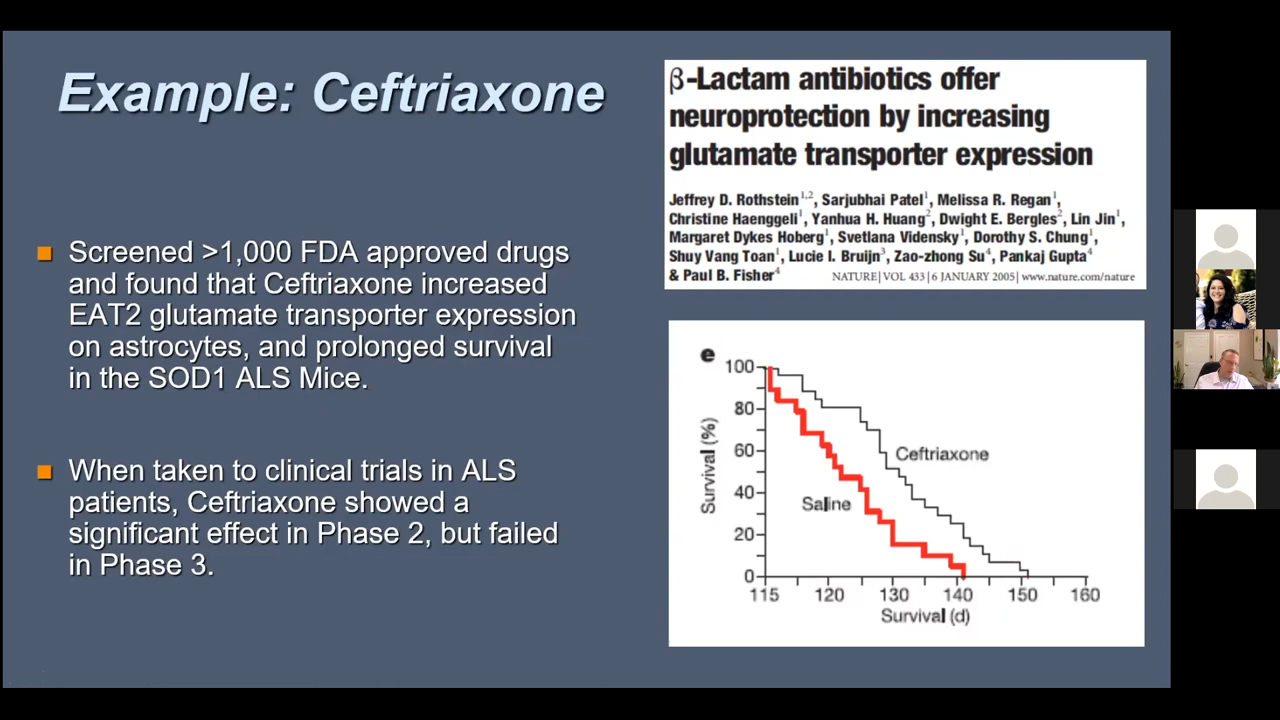 Example: Ceftriaxone
Screened >1,000 FDA approved drugs
and found that Ceftriaxone increased
EAT2 glutamate transporter expression
on astrocytes, and prolonged survival
in the SOD1 ALS Mice.
When taken to clinical trials in ALS
patients, Ceftriaxone showed a
significant effect in Phase 2, but failed
in Phase 3.
β-Lactam antibiotics offer
neuroprotection by increasing
glutamate transporter expression
Jeffrey D. Rothstein1,2, Sarjubhai Patel1, Melissa R. Regan1,
Christine Haenggeli1, Yanhua H. Huang2, Dwight E. Bergles2, Lin Jin1,
Margaret Dykes Hoberg1, Svetlana Vidensky1, Dorothy S. Chung1,
Shuy Vang Toan1, Lucie I. Bruijn3, Zao-zhong Su4, Pankaj Gupta4
& Paul B. Fisher4 NATURE | VOL 433 | 6 JANUARY 2005 | www.nature.com/nature
e
100
80
60
40
20
0
Survival (%)
Ceftriaxone
Saline
115 120 130 140 150 160
Survival (d)